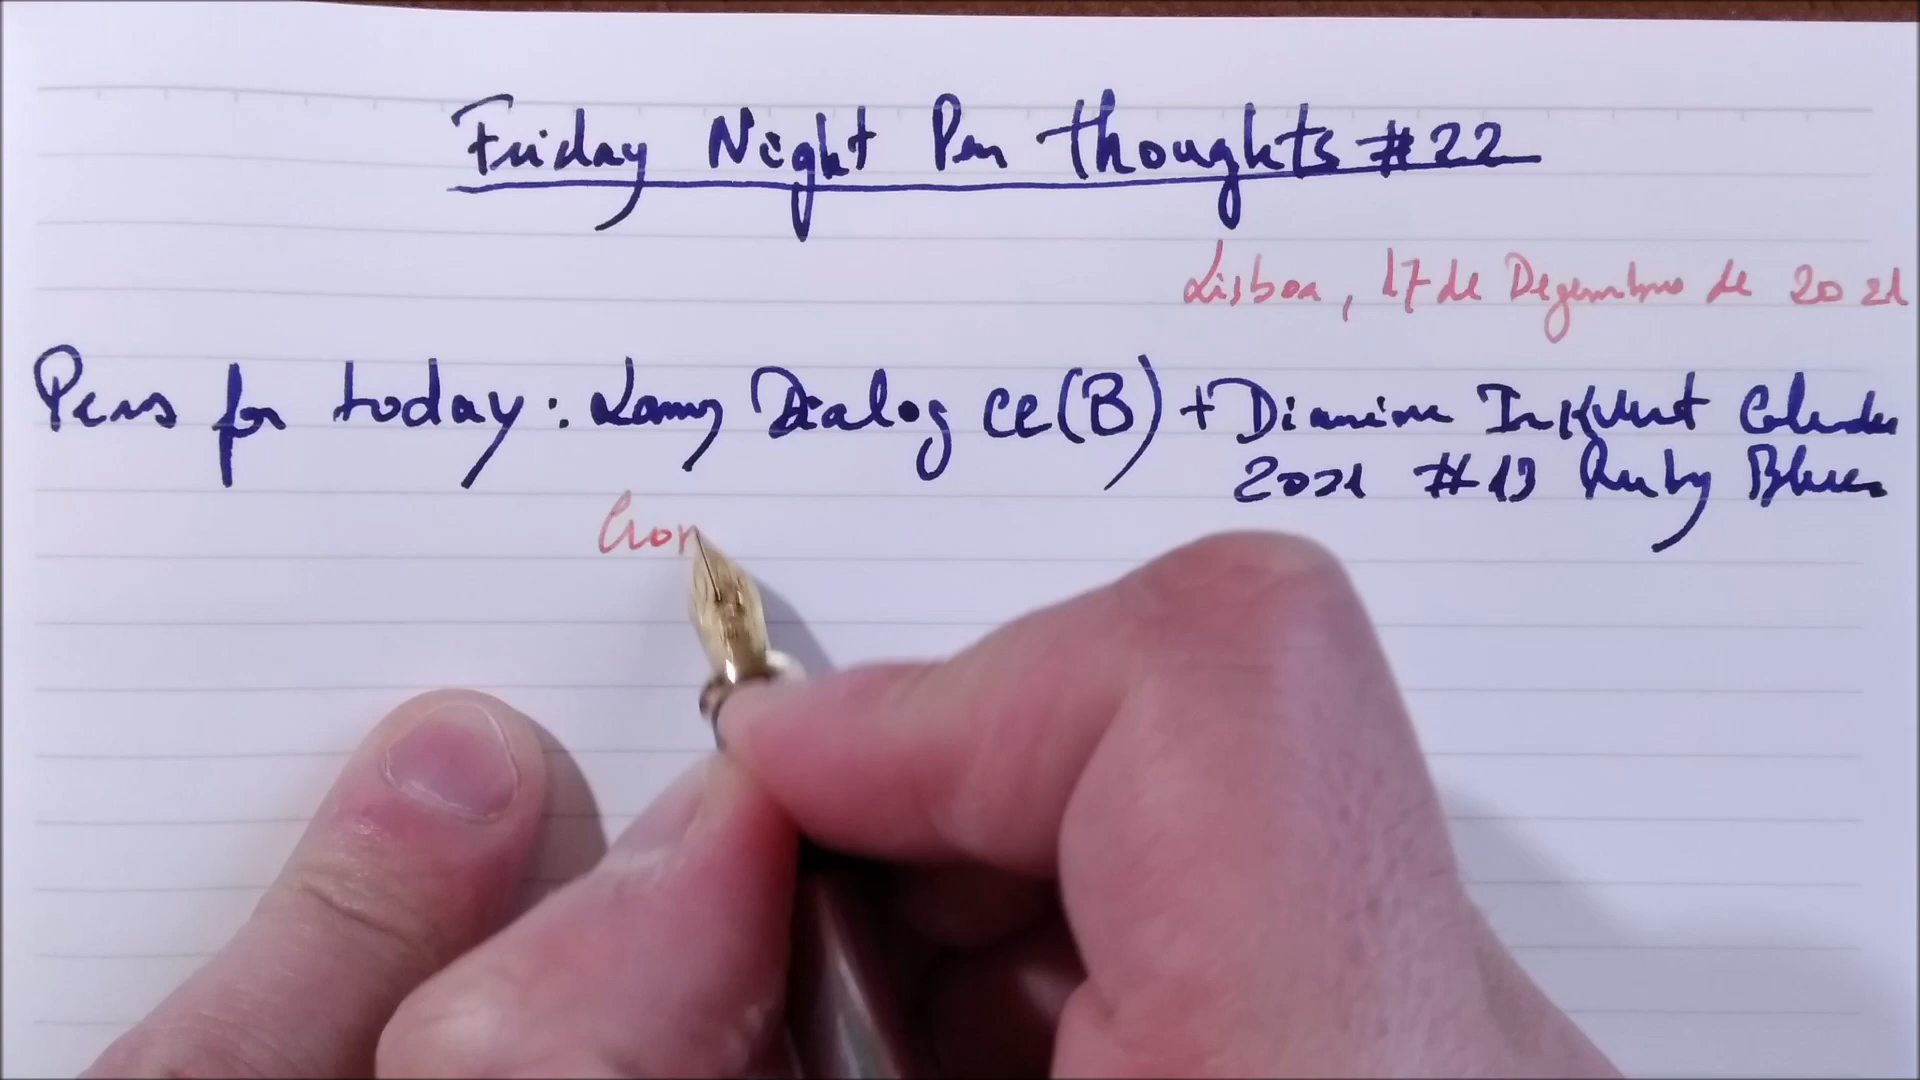 Friday Night Pen Thoughts #22
Lisboa, 17 de Dezembro de 2021
Pens for today: Lamy Dialog CC (B) + Diamine InkVent Calendar
2021 #13 Ruby Blues